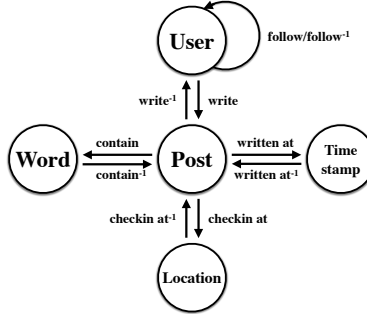 User
follow/follow⁻¹
write⁻¹
write
Word
contain
contain⁻¹
Post
written at
written at⁻¹
Time
stamp
checkin at⁻¹
checkin at
Location